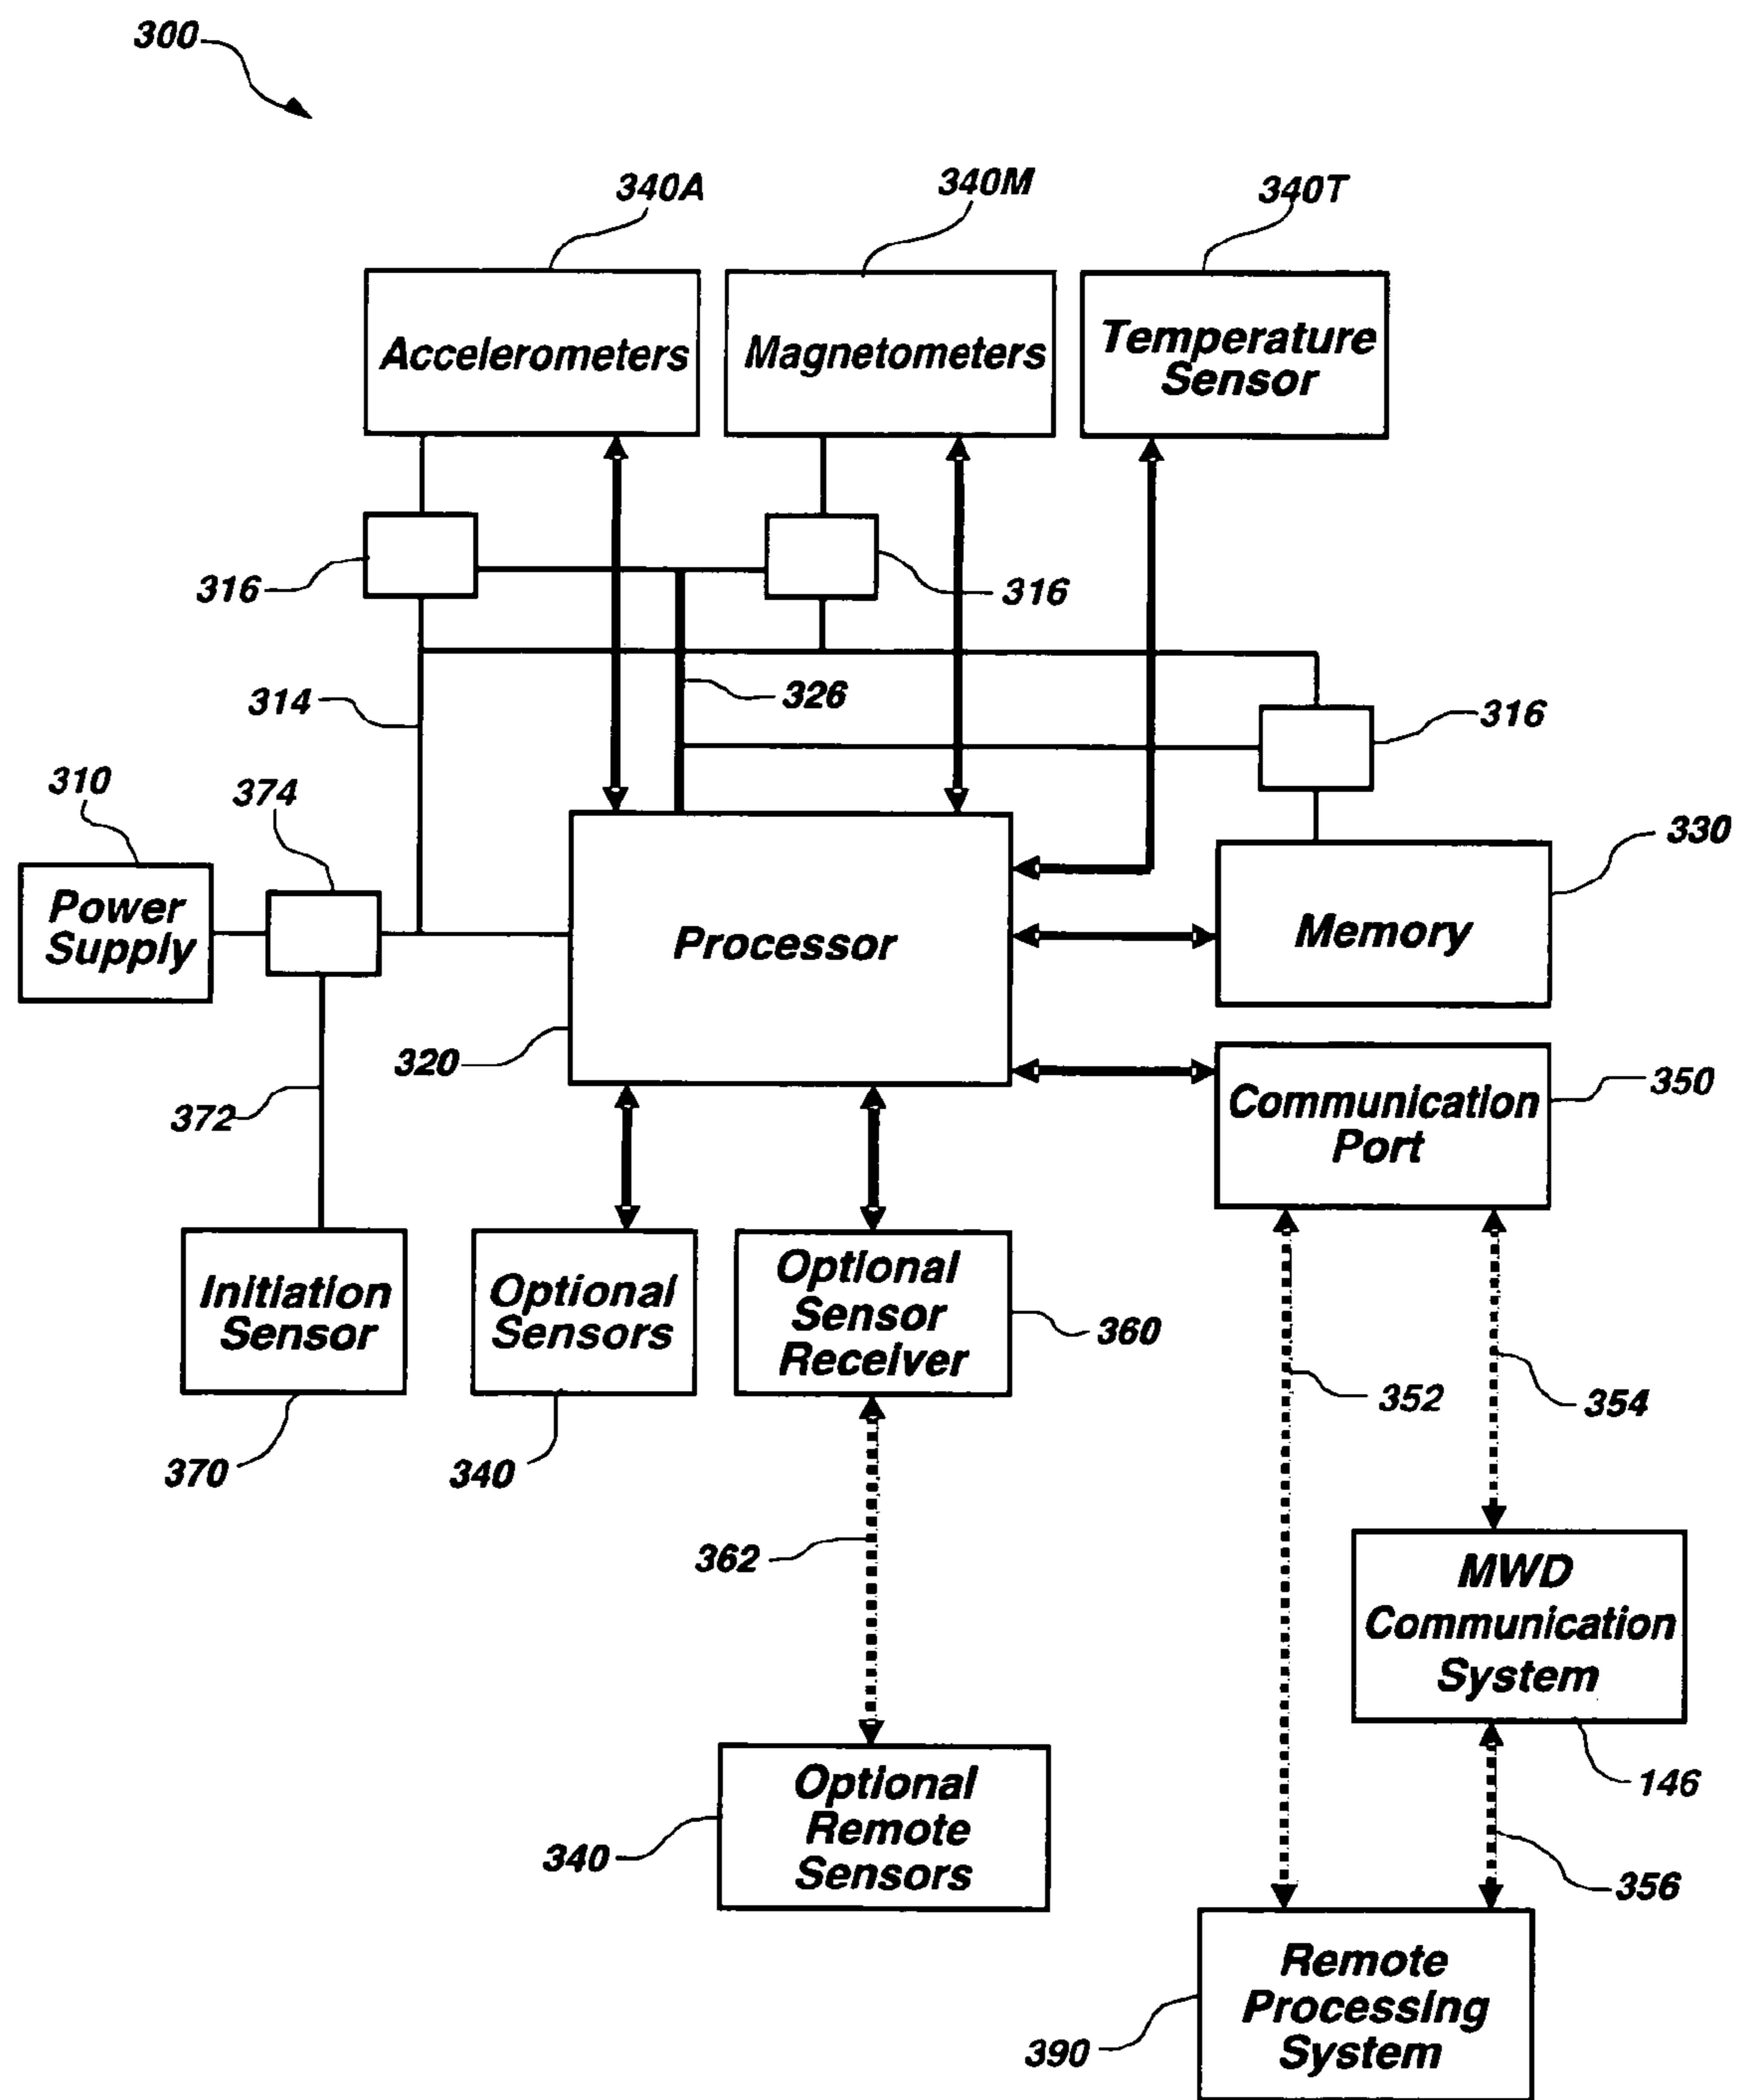 300
340A
340M
340T
Accelerometers
Magnetometers
Temperature
Sensor
316
316
314
326
316
310
374
330
Power
Supply
Processor
Memory
320
372
350
Communication
Port
Initiation
Sensor
Optional
Sensors
Optional
Sensor
Receiver
360
352
354
370
340
362
MWD
Communication
System
146
Optional
Remote
Sensors
340
356
Remote
Processing
System
390